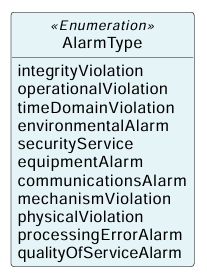 «Enumeration»
AlarmType
integrityViolation
operationalViolation
timeDomainViolation
environmentalAlarm
securityService
equipmentAlarm
communicationsAlarm
mechanismViolation
physicalViolation
processingErrorAlarm
qualityOfServiceAlarm